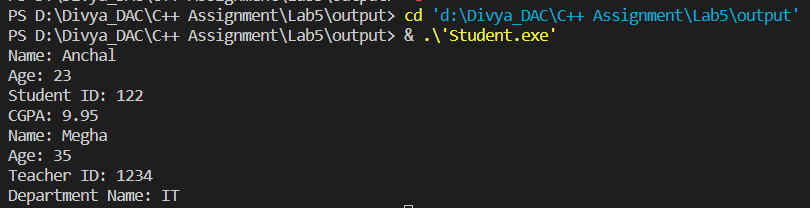 PS D:\Divya_DAC\C++ Assignment\Lab5\output> cd 'd:\Divya_DAC\C++ Assignment\Lab5\output'
PS D:\Divya_DAC\C++ Assignment\Lab5\output> & .\'Student.exe'
Name: Anchal
Age: 23
Student ID: 122
CGPA: 9.95
Name: Megha
Age: 35
Teacher ID: 1234
Department Name: IT